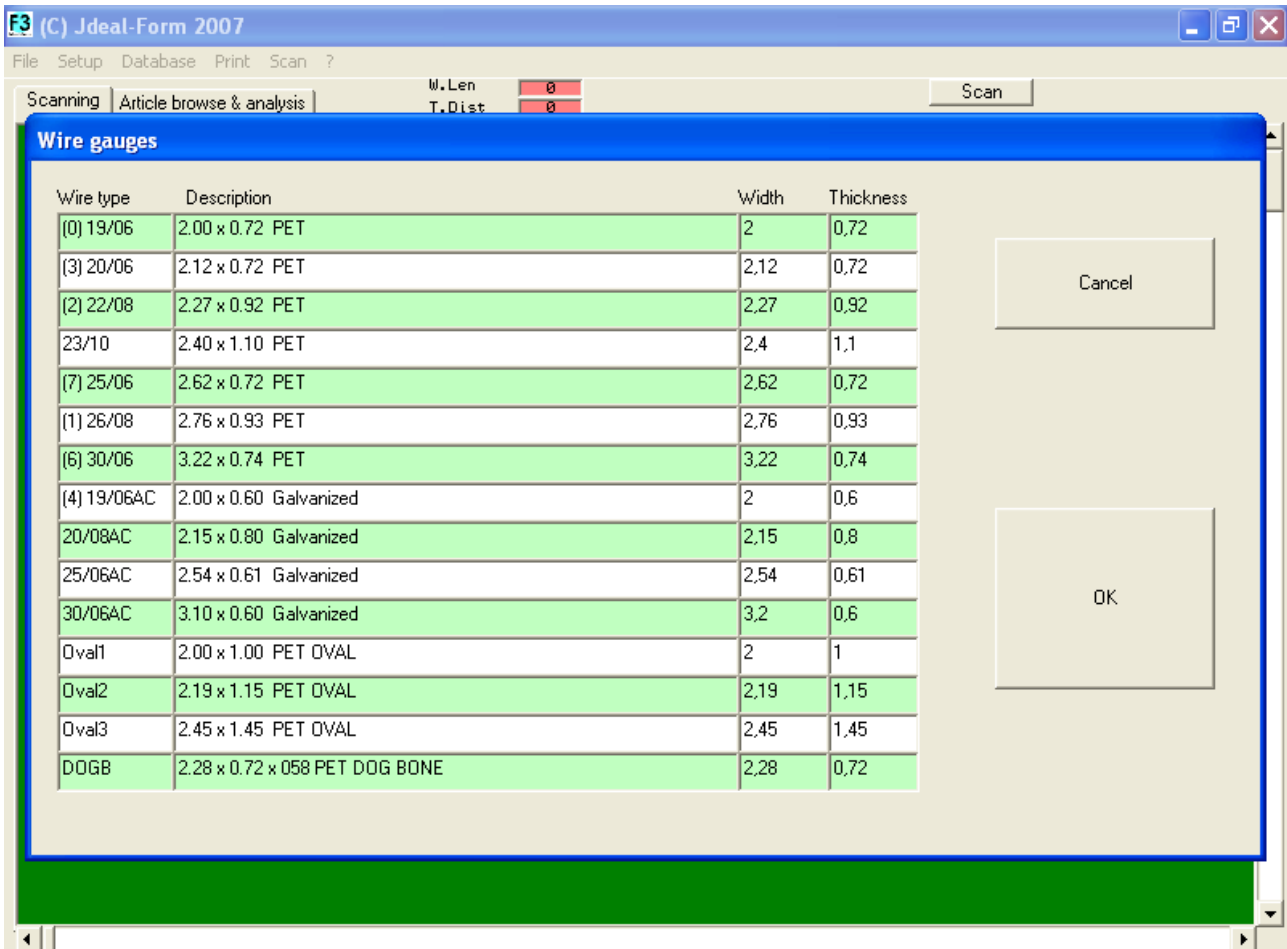 F3 (C) Jdeal-Form 2007
File Setup Database Print Scan ?
Scanning Article browse & analysis W.Len 0 Scan
T.Dist 0
Wire gauges
Wire type Description Width Thickness
(0) 19/06 2.00 x 0.72 PET 2 0,72
(3) 20/06 2.12 x 0.72 PET 2,12 0,72
Cancel
(2) 22/08 2.27 x 0.92 PET 2,27 0,92
23/10 2.40 x 1.10 PET 2,4 1,1
(7) 25/06 2.62 x 0.72 PET 2,62 0,72
(1) 26/08 2.76 x 0.93 PET 2,76 0,93
(6) 30/06 3.22 x 0.74 PET 3,22 0,74
(4) 19/06AC 2.00 x 0.60 Galvanized 2 0,6
20/08AC 2.15 x 0.80 Galvanized 2,15 0,8
25/06AC 2.54 x 0.61 Galvanized 2,54 0,61
OK
30/06AC 3.10 x 0.60 Galvanized 3,2 0,6
Oval1 2.00 x 1.00 PET OVAL 2 1
Oval2 2.19 x 1.15 PET OVAL 2,19 1,15
Oval3 2.45 x 1.45 PET OVAL 2,45 1,45
DOGB 2.28 x 0.72 x 058 PET DOG BONE 2,28 0,72